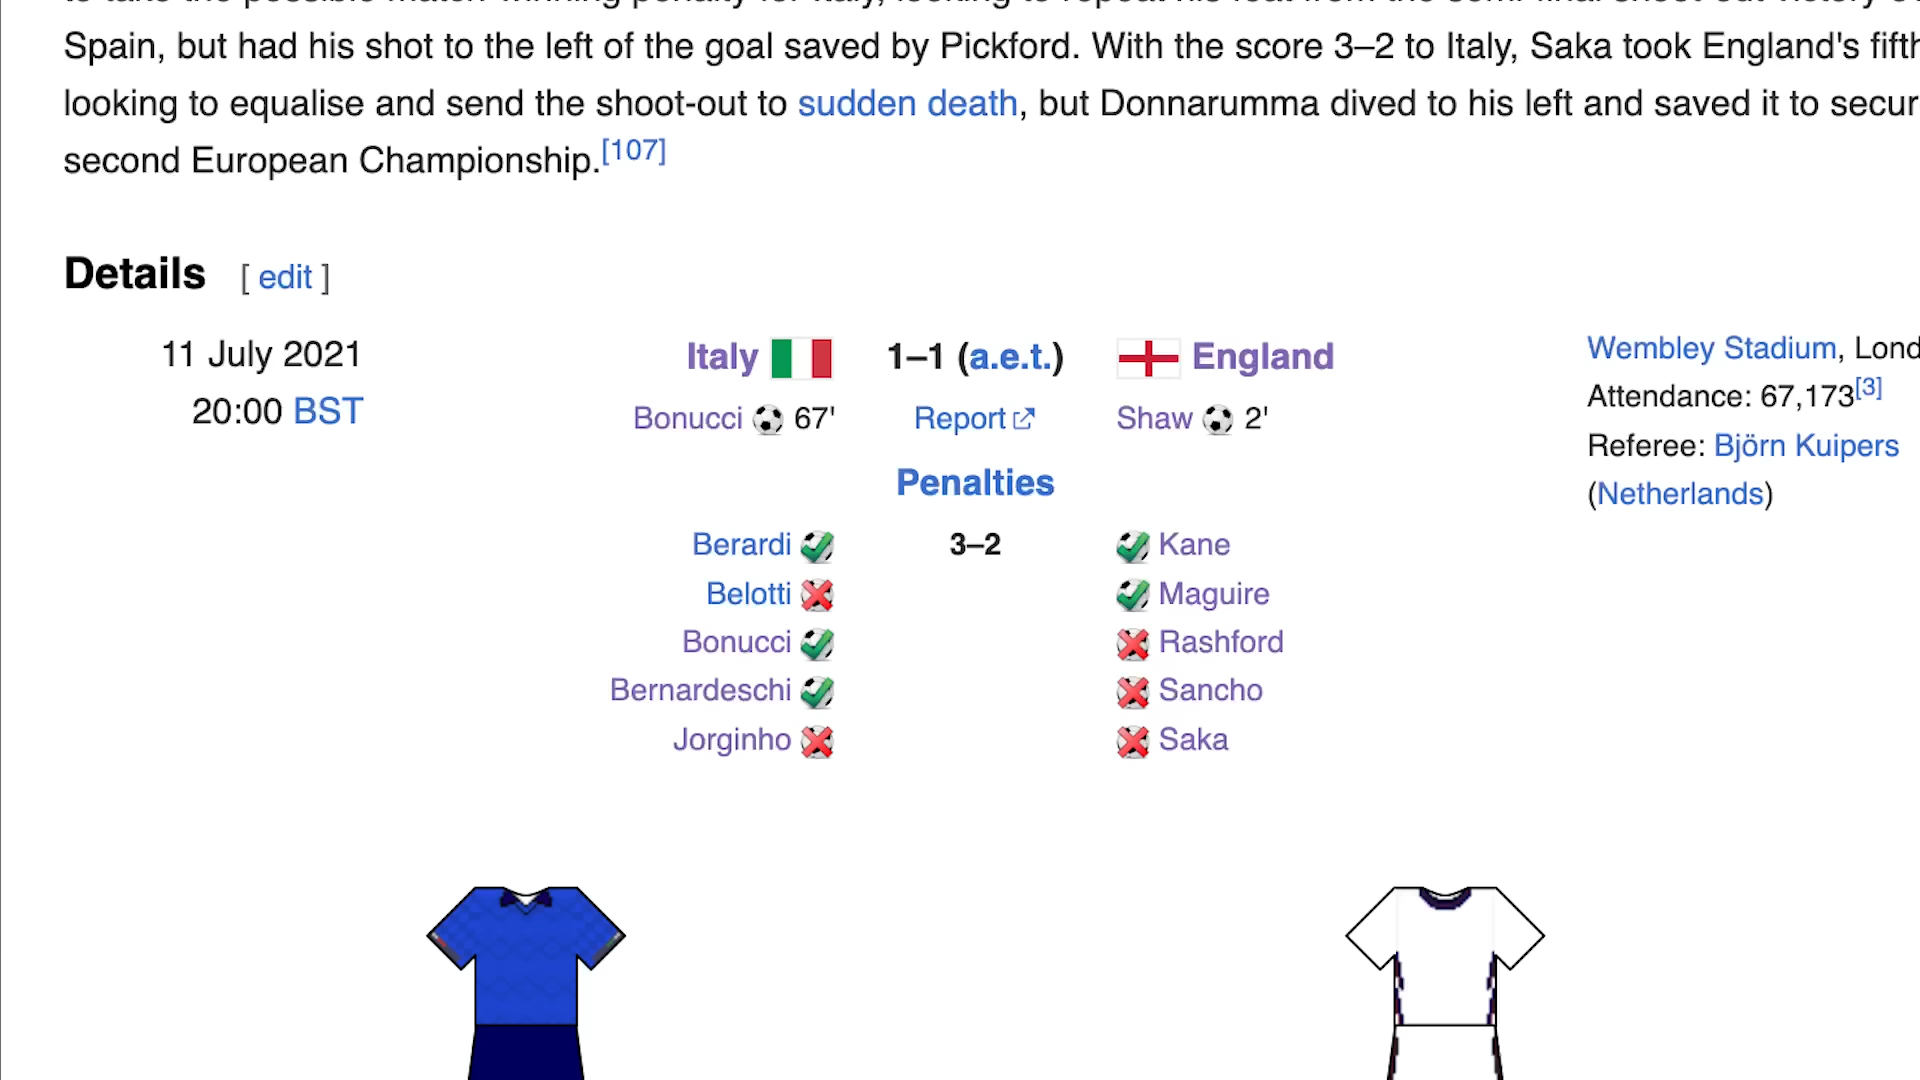 Spain, but had his shot to the left of the goal saved by Pickford. With the score 3–2 to Italy, Saka took England's fifth
looking to equalise and send the shoot-out to sudden death, but Donnarumma dived to his left and saved it to secur
second European Championship.[107]
Details [ edit ]
11 July 2021
20:00 BST
Italy 1–1 (a.e.t.) England
Bonucci 67' Report Shaw 2'
Penalties
Berardi 3–2 Kane
Belotti Maguire
Bonucci Rashford
Bernardeschi Sancho
Jorginho Saka
Wembley Stadium, Lond
Attendance: 67,173[3]
Referee: Björn Kuipers
(Netherlands)